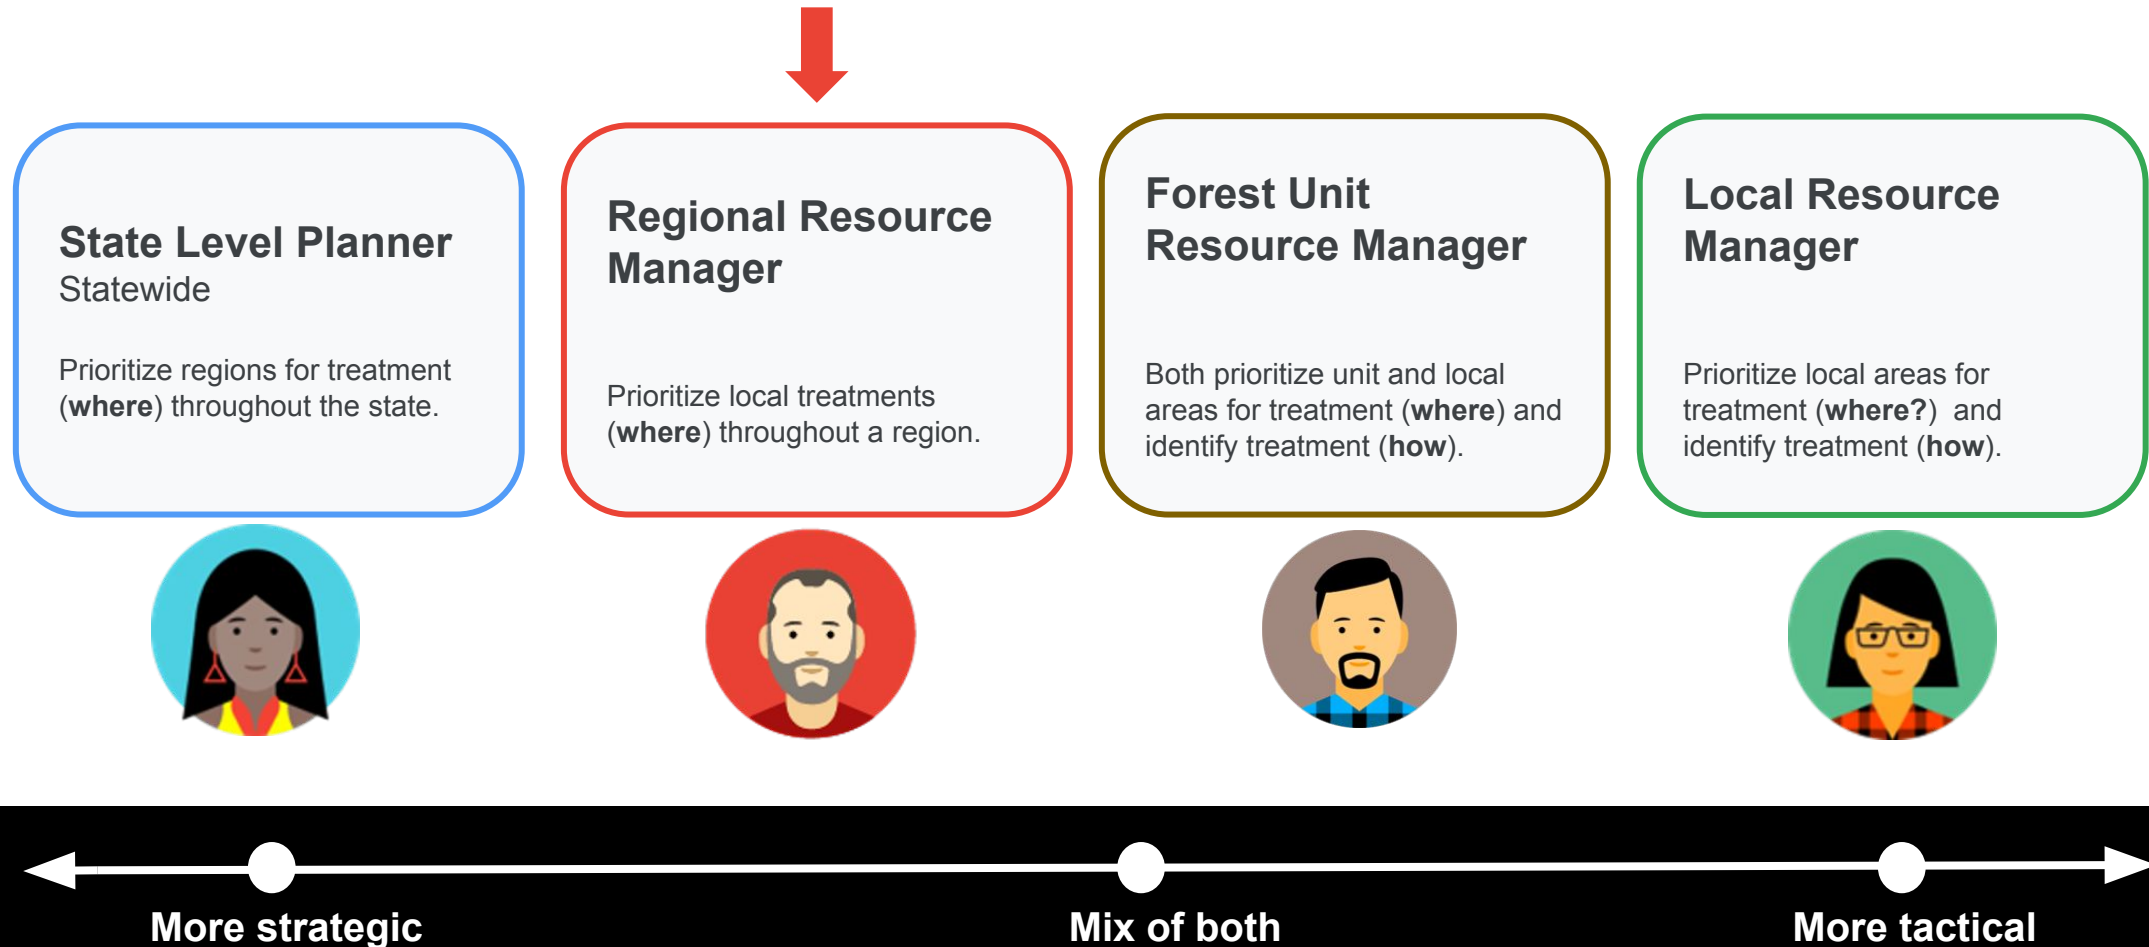 State Level Planner
Statewide
Prioritize regions for treatment
(where) throughout the state.
Regional Resource
Manager
Prioritize local treatments
(where) throughout a region.
Forest Unit
Resource Manager
Both prioritize unit and local
areas for treatment (where) and
identify treatment (how).
Local Resource
Manager
Prioritize local areas for
treatment (where?)  and
identify treatment (how).
More strategic
Mix of both
More tactical